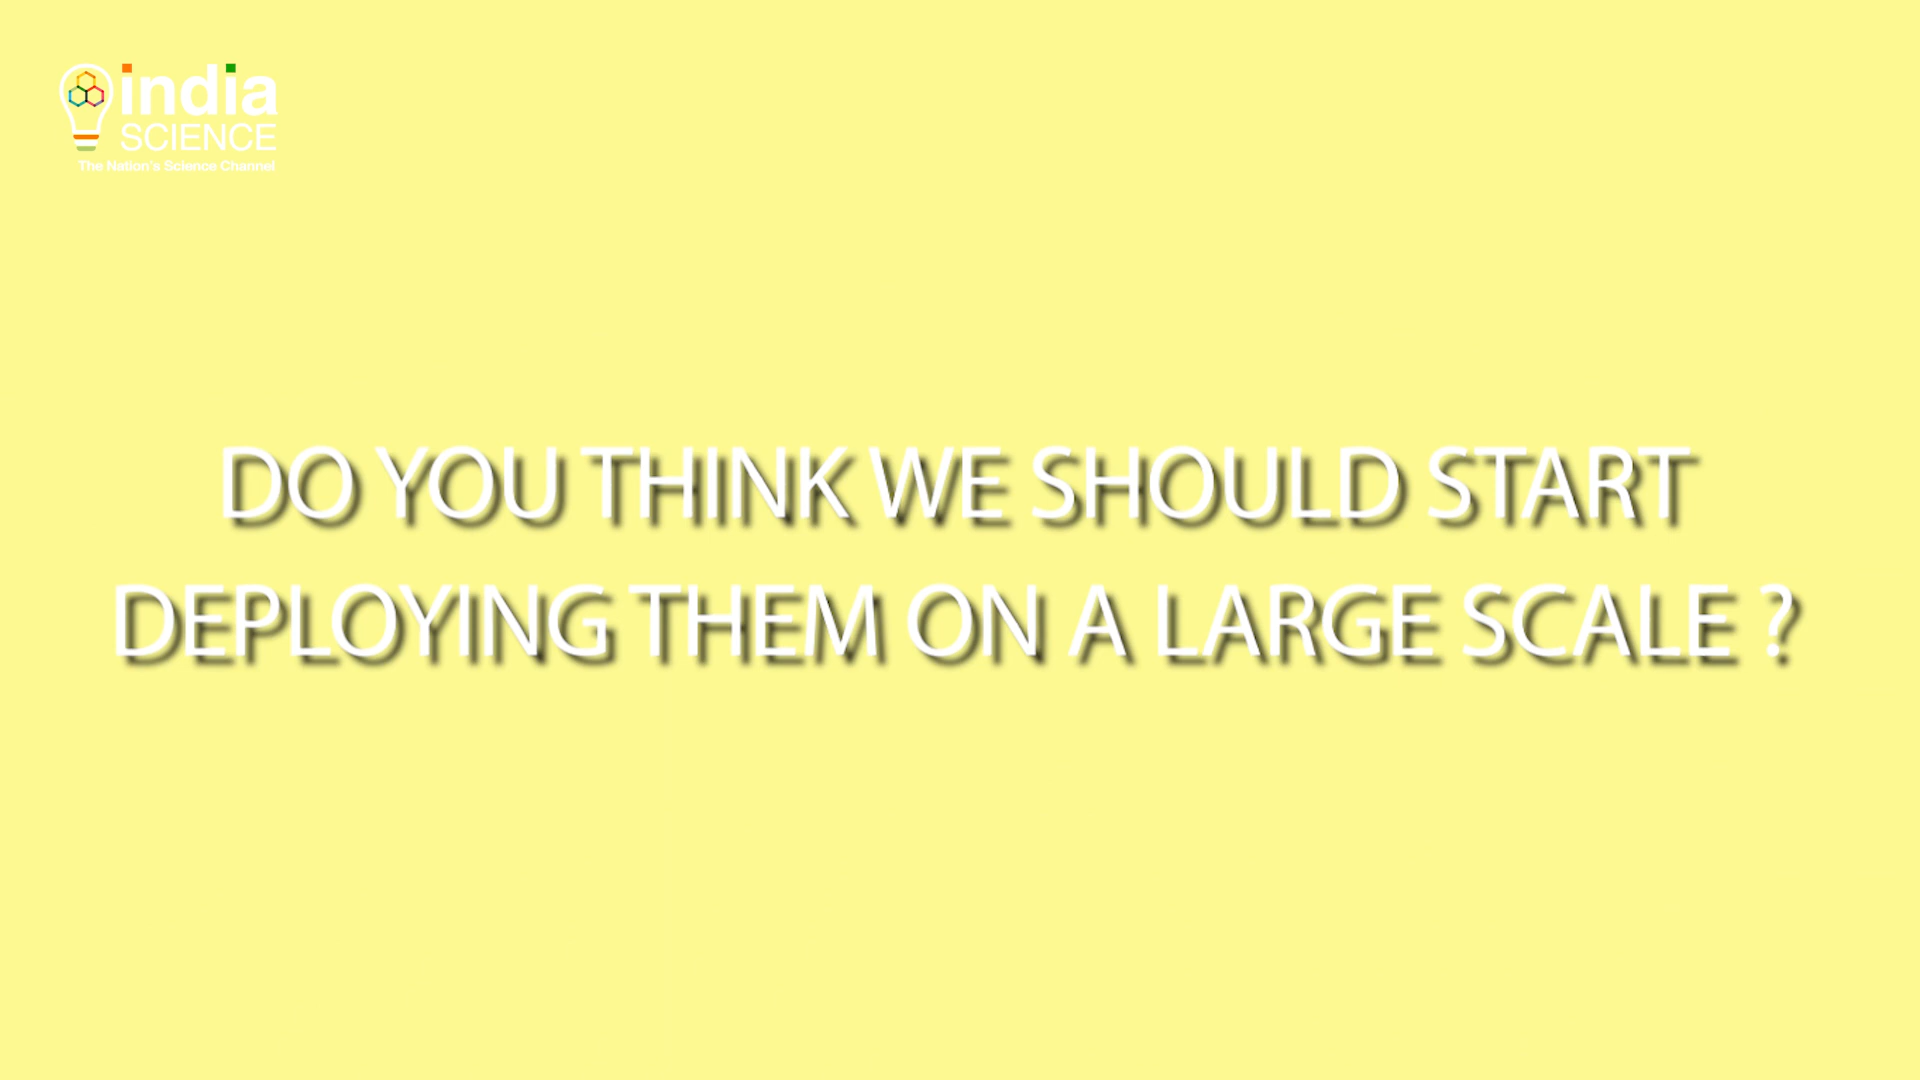 india
SCIENCE
The Nation's Science Channel
DO YOU THINK WE SHOULD START
DEPLOYING THEM ON A LARGE SCALE ?